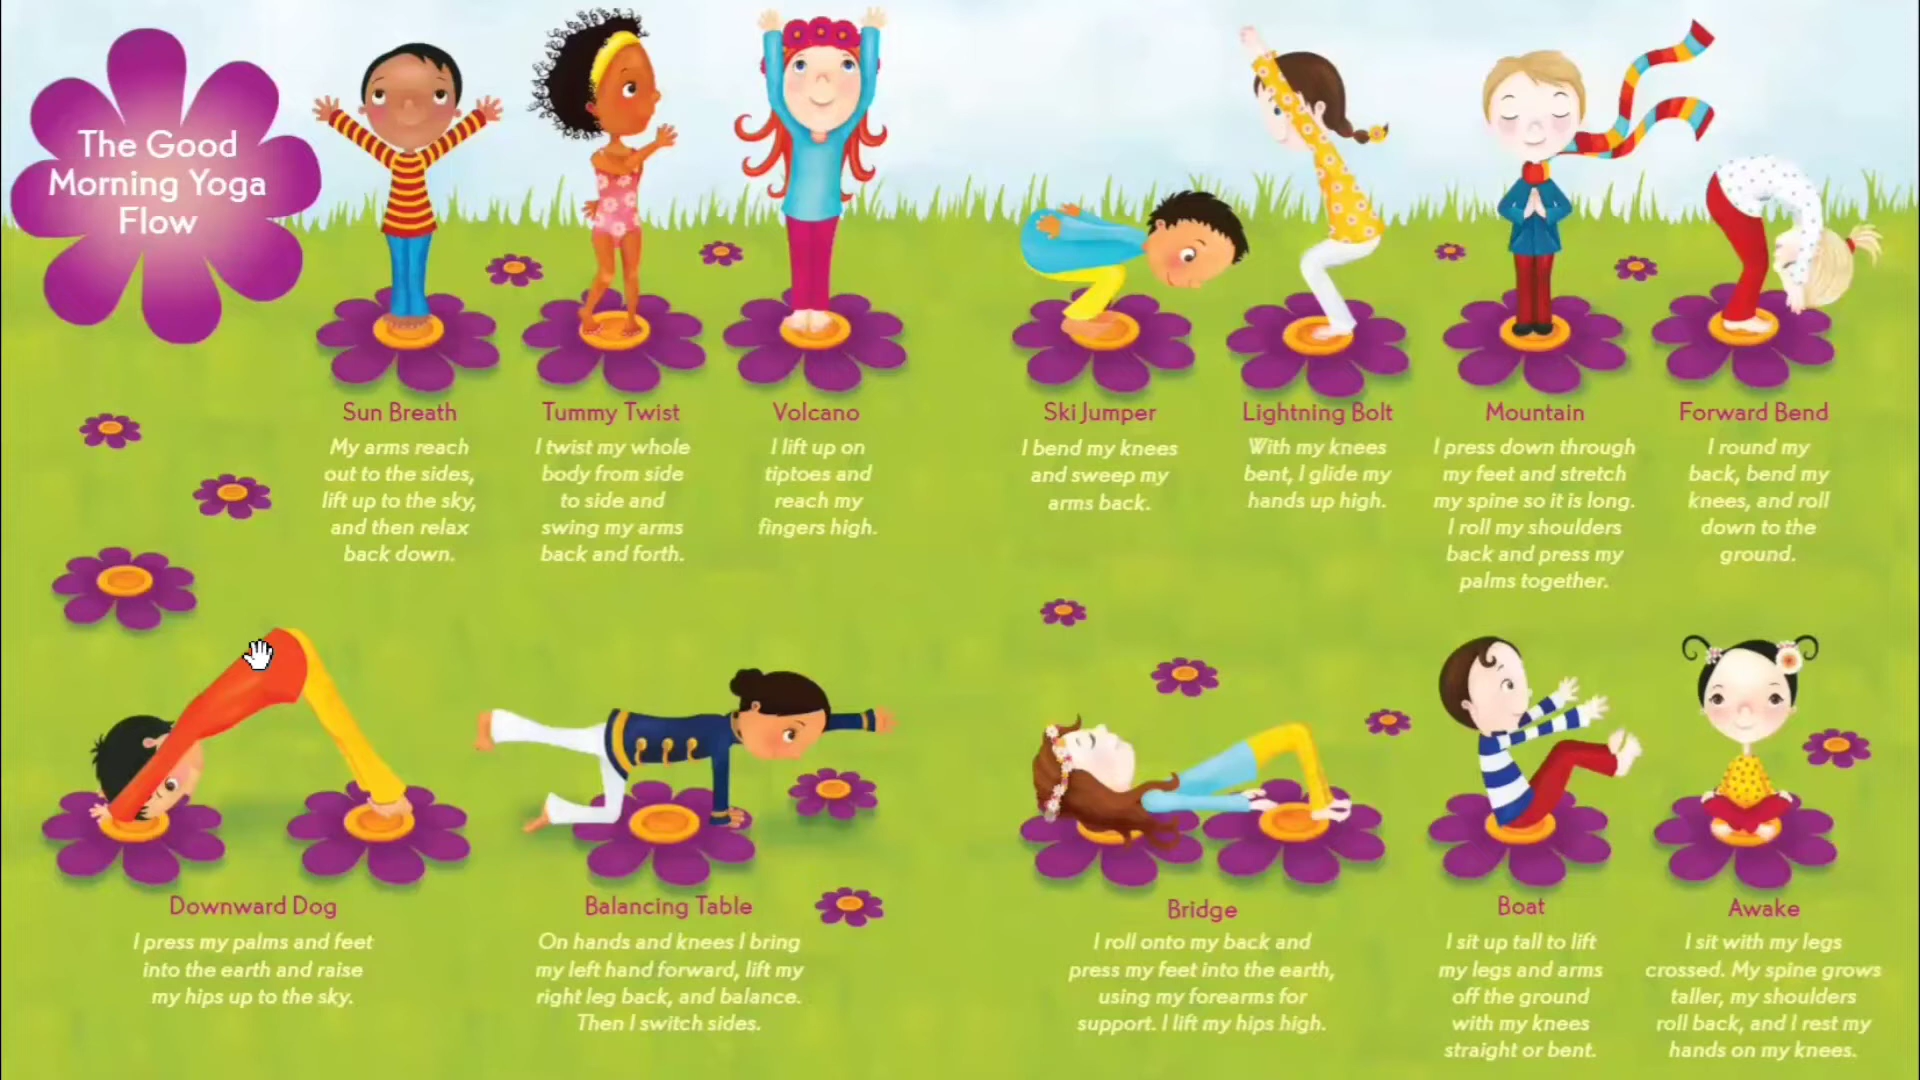 The Good
Morning Yoga
Flow
Sun Breath
My arms reach
out to the sides,
lift up to the sky,
and then relax
back down.
Tummy Twist
I twist my whole
body from side
to side and
swing my arms
back and forth.
Volcano
I lift up on
tiptoes and
reach my
fingers high.
Ski Jumper
I bend my knees
and sweep my
arms back.
Lightning Bolt
With my knees
bent, I glide my
hands up high.
Mountain
I press down through
my feet and stretch
my spine so it is long.
I roll my shoulders
back and press my
palms together.
Forward Bend
I round my
back, bend my
knees, and roll
down to the
ground.
Downward Dog
I press my palms and feet
into the earth and raise
my hips up to the sky.
Balancing Table
On hands and knees I bring
my left hand forward, lift my
right leg back, and balance.
Then I switch sides.
Bridge
I roll onto my back and
press my feet into the earth,
using my forearms for
support. I lift my hips high.
Boat
I sit up tall to lift
my legs and arms
off the ground
with my knees
straight or bent.
Awake
I sit with my legs
crossed. My spine grows
taller, my shoulders
roll back, and I rest my
hands on my knees.